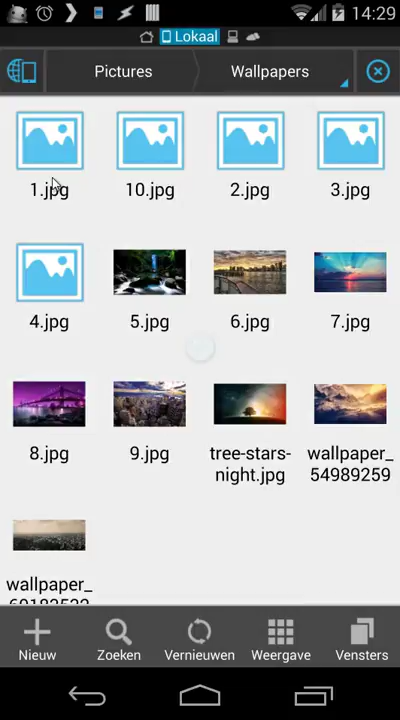 14:29
Lokaal
Pictures
Wallpapers
1.jpg
10.jpg
2.jpg
3.jpg
4.jpg
5.jpg
6.jpg
7.jpg
8.jpg
9.jpg
tree-stars-
night.jpg
wallpaper_
54989259
wallpaper_
Nieuw
Zoeken
Vernieuwen
Weergave
Vensters